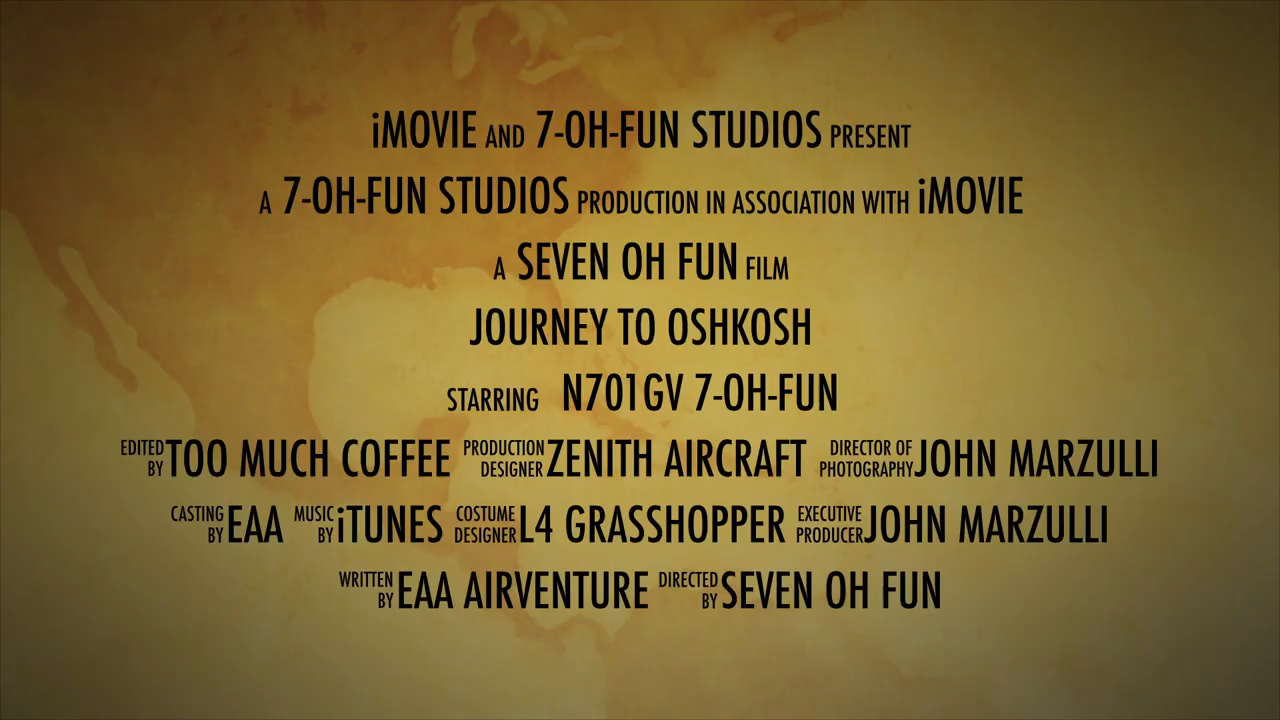 iMOVIE AND 7-OH-FUN STUDIOS PRESENT
A 7-OH-FUN STUDIOS PRODUCTION IN ASSOCIATION WITH iMOVIE
A SEVEN OH FUN FILM
JOURNEY TO OSHKOSH
STARRING N701GV 7-OH-FUN
EDITED BY TOO MUCH COFFEE PRODUCTION DESIGNER ZENITH AIRCRAFT DIRECTOR OF PHOTOGRAPHY JOHN MARZULLI
CASTING BY EAA MUSIC BY iTUNES COSTUME DESIGNER L4 GRASSHOPPER EXECUTIVE PRODUCER JOHN MARZULLI
WRITTEN BY EAA AIRVENTURE DIRECTED BY SEVEN OH FUN